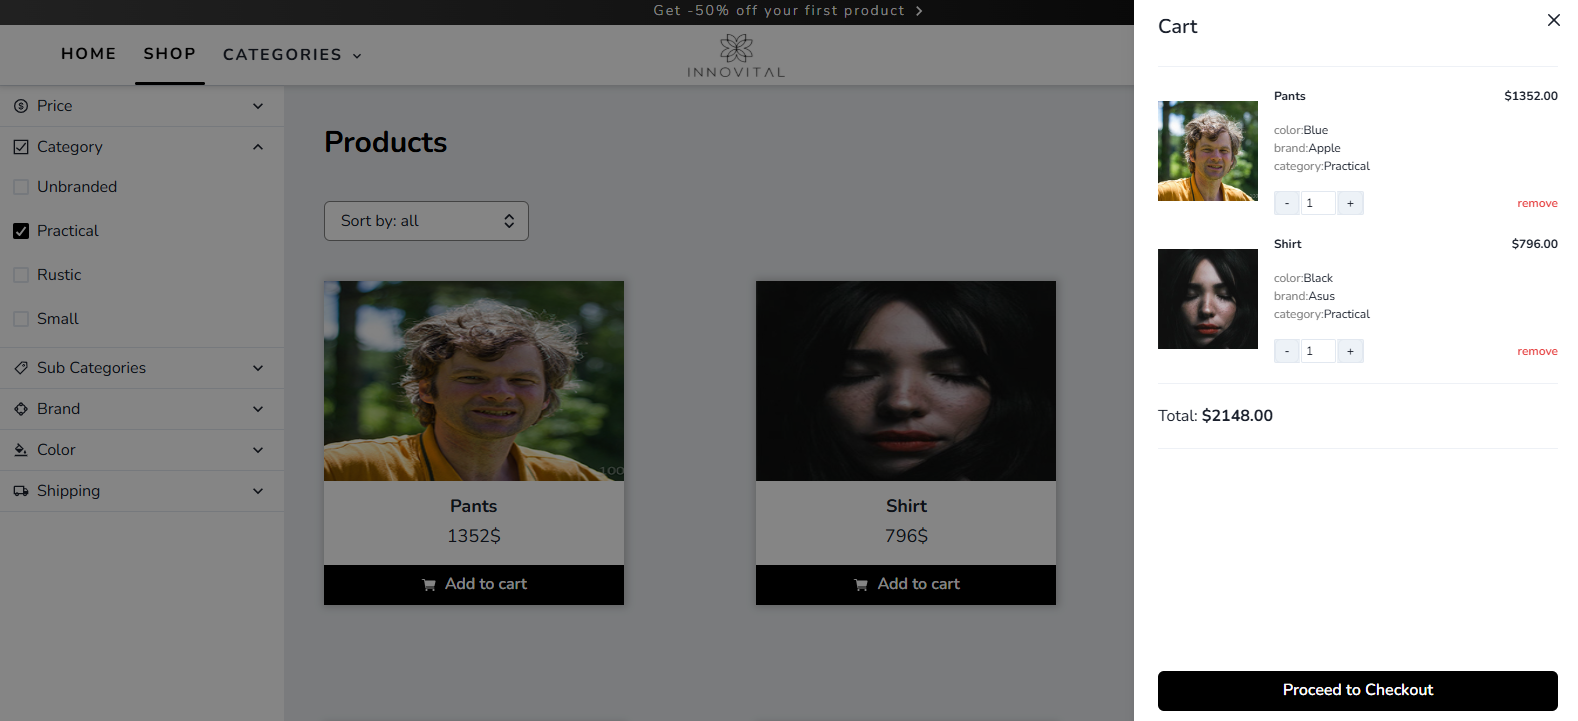 Get -50% off your first product
HOME SHOP CATEGORIES
INNOVITAL
Price
Category
Unbranded
Practical
Rustic
Small
Sub Categories
Brand
Color
Shipping
Products
Sort by: all
100
Pants
1352$
Add to cart
Shirt
796$
Add to cart
Cart
Pants $1352.00
color:Blue
brand:Apple
category:Practical
- 1 + remove
Shirt $796.00
color:Black
brand:Asus
category:Practical
- 1 + remove
Total: $2148.00
Proceed to Checkout